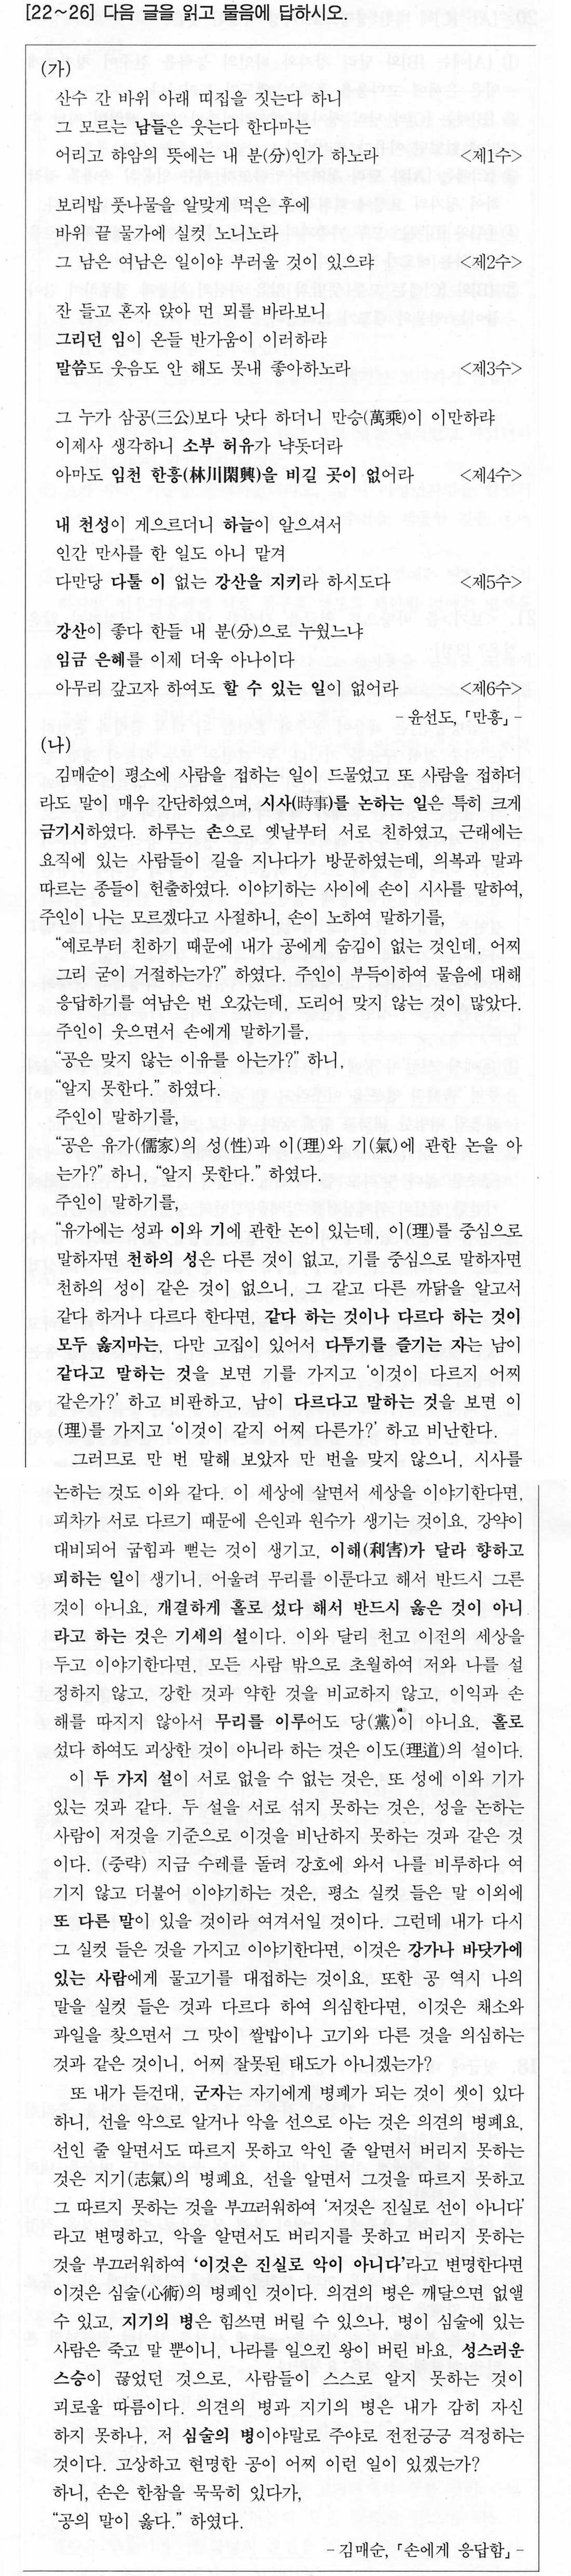 [22~26] 다음 글을 읽고 물음에 답하시오.
(가)
산수 간 바위 아래 띠집을 짓는다 하니
그 모르는 남들은 웃는다 한다마는
어리고 하암의 뜻에는 내 분(分)인가 하노라 <제1수>
보리밥 풋나물을 알맞게 먹은 후에
바위 끝 물가에 실컷 노니노라
그 남은 여남은 일이야 부러울 것이 있으랴 <제2수>
잔 들고 혼자 앉아 먼 뫼를 바라보니
그리던 임이 온들 반가움이 이러하랴
말씀도 웃음도 안 해도 못내 좋아하노라 <제3수>
그 누가 삼공(三公)보다 낫다 하더니 만승(萬乘)이 이만하랴
이제사 생각하니 소부 허유가 냑돗더라
아마도 임천 한흥(林川閑興)을 비길 곳이 없어라 <제4수>
내 천성이 게으르더니 하늘이 알으셔서
인간 만사를 한 일도 아니 맡겨
다만당 다툴 이 없는 강산을 지키라 하시도다 <제5수>
강산이 좋다 한들 내 분(分)으로 누웠느냐
임금 은혜를 이제 더욱 아나이다
아무리 갚고자 하여도 할 수 있는 일이 없어라 <제6수>
- 윤선도, 「만흥」 -
(나)
김매순이 평소에 사람을 접하는 일이 드물었고 또 사람을 접하더
라도 말이 매우 간단하였으며, 시사(時事)를 논하는 일은 특히 크게
금기시하였다. 하루는 손으로 옛날부터 서로 친하였고, 근래에는
요직에 있는 사람들이 길을 지나다가 방문하였는데, 의복과 말과
따르는 종들이 헌출하였다. 이야기하는 사이에 손이 시사를 말하여,
주인이 나는 모르겠다고 사절하니, 손이 노하여 말하기를,
“예로부터 친하기 때문에 내가 공에게 숨김이 없는 것인데, 어찌
그리 굳이 거절하는가?” 하였다. 주인이 부득이하여 물음에 대해
응답하기를 여남은 번 오갔는데, 도리어 맞지 않는 것이 많았다.
주인이 웃으면서 손에게 말하기를,
“공은 맞지 않는 이유를 아는가?” 하니,
“알지 못한다.” 하였다.
주인이 말하기를,
“공은 유가(儒家)의 성(性)과 이(理)와 기(氣)에 관한 논을 아
는가?” 하니, “알지 못한다.” 하였다.
주인이 말하기를,
“유가에는 성과 이와 기에 관한 논이 있는데, 이(理)를 중심으로
말하자면 천하의 성은 다른 것이 없고, 기를 중심으로 말하자면
천하의 성이 같은 것이 없으니, 그 같고 다른 까닭을 알고서
같다 하거나 다르다 한다면, 같다 하는 것이나 다르다 하는 것이
모두 옳지마는, 다만 고집이 있어서 다투기를 즐기는 자는 남이
같다고 말하는 것을 보면 기를 가지고 ‘이것이 다르지 어찌
같은가?’ 하고 비판하고, 남이 다르다고 말하는 것을 보면 이
(理)를 가지고 ‘이것이 같지 어찌 다른가?’ 하고 비난한다.
그러므로 만 번 말해 보았자 만 번을 맞지 않으니, 시사를
논하는 것도 이와 같다. 이 세상에 살면서 세상을 이야기한다면,
피차가 서로 다르기 때문에 은인과 원수가 생기는 것이요, 강약이
대비되어 굽힘과 뻗는 것이 생기고, 이해(利害)가 달라 향하고
피하는 일이 생기니, 어울려 무리를 이룬다고 해서 반드시 그른
것이 아니요, 개결하게 홀로 섰다 해서 반드시 옳은 것이 아니
라고 하는 것은 기세의 설이다. 이와 달리 천고 이전의 세상을
두고 이야기한다면, 모든 사람 밖으로 초월하여 저와 나를 설
정하지 않고, 강한 것과 약한 것을 비교하지 않고, 이익과 손
해를 따지지 않아서 무리를 이루어도 당(黨)이 아니요, 홀로
섰다 하여도 괴상한 것이 아니라 하는 것은 이도(理道)의 설이다.
이 두 가지 설이 서로 없을 수 없는 것은, 또 성에 이와 기가
있는 것과 같다. 두 설을 서로 섞지 못하는 것은, 성을 논하는
사람이 저것을 기준으로 이것을 비난하지 못하는 것과 같은 것
이다. (중략) 지금 수레를 돌려 강호에 와서 나를 비루하다 여
기지 않고 더불어 이야기하는 것은, 평소 실컷 들은 말 이외에
또 다른 말이 있을 것이라 여겨서일 것이다. 그런데 내가 다시
그 실컷 들은 것을 가지고 이야기한다면, 이것은 강가나 바닷가에
있는 사람에게 물고기를 대접하는 것이요, 또한 공 역시 나의
말을 실컷 들은 것과 다르다 하여 의심한다면, 이것은 채소와
과일을 찾으면서 그 맛이 쌀밥이나 고기와 다른 것을 의심하는
것과 같은 것이니, 어찌 잘못된 태도가 아니겠는가?
또 내가 듣건대, 군자는 자기에게 병폐가 되는 것이 셋이 있다
하니, 선을 악으로 알거나 악을 선으로 아는 것은 의견의 병폐요,
선인 줄 알면서도 따르지 못하고 악인 줄 알면서 버리지 못하는
것은 지기(志氣)의 병폐요, 선을 알면서 그것을 따르지 못하고
그 따르지 못하는 것을 부끄러워하여 ‘저것은 진실로 선이 아니다’
라고 변명하고, 악을 알면서도 버리지를 못하고 버리지 못하는
것을 부끄러워하여 ‘이것은 진실로 악이 아니다’라고 변명한다면
이것은 심술(心術)의 병폐인 것이다. 의견의 병은 깨달으면 없앨
수 있고, 지기의 병은 힘쓰면 버릴 수 있으나, 병이 심술에 있는
사람은 죽고 말 뿐이니, 나라를 일으킨 왕이 버린 바요, 성스러운
스승이 끊었던 것으로, 사람들이 스스로 알지 못하는 것이
괴로울 따름이다. 의견의 병과 지기의 병은 내가 감히 자신
하지 못하나, 저 심술의 병이야말로 주야로 전전긍긍 걱정하는
것이다. 고상하고 현명한 공이 어찌 이런 일이 있겠는가?
하니, 손은 한참을 묵묵히 있다가,
“공의 말이 옳다.” 하였다.
- 김매순, 「손에게 응답함」 -